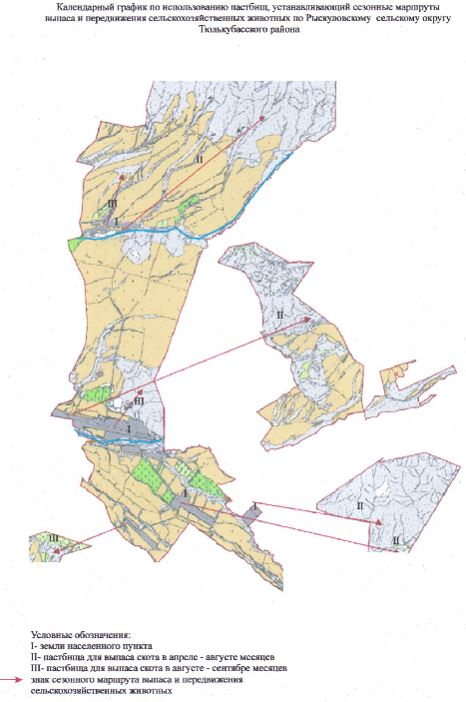 Календарный график по использованию пастбищ, устанавливающий сезонные маршруты
выпаса и передвижения сельскохозяйственных животных по Рыскуловскому сельскому округу
Тюлькубасского района
II
III
I
II
III
I
I
I
II
III
II
Условные обозначения:
I- земли населенного пункта
II- пастбища для выпаса скота в апреле - августе месяцев
III- пастбища для выпаса скота в августе - сентябре месяцев
знак сезонного маршрута выпаса и передвижения
сельскохозяйственных животных